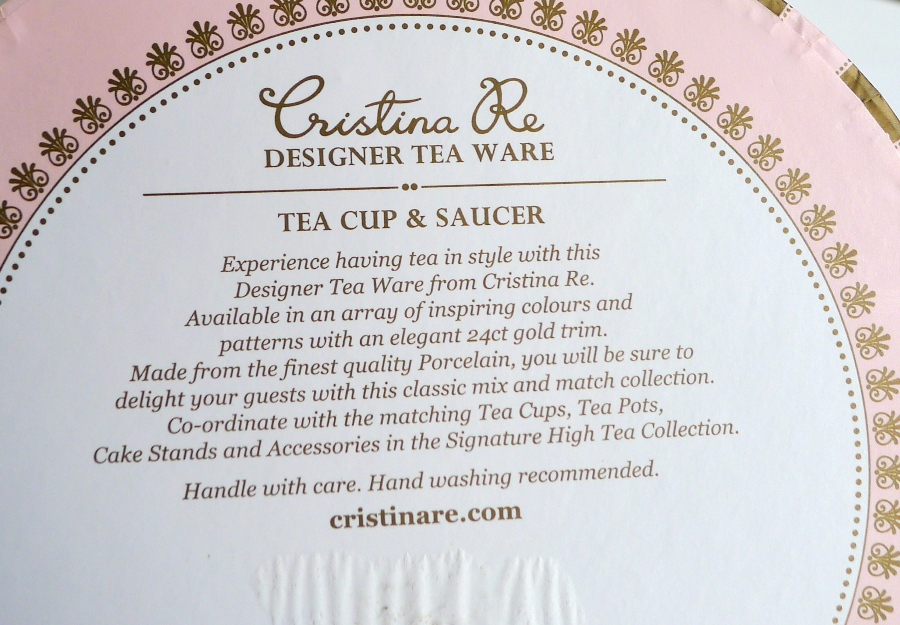 Cristina Re
DESIGNER TEA WARE
TEA CUP & SAUCER
Experience having tea in style with this
Designer Tea Ware from Cristina Re.
Available in an array of inspiring colours and
patterns with an elegant 24ct gold trim.
Made from the finest quality Porcelain, you will be sure to
delight your guests with this classic mix and match collection.
Co-ordinate with the matching Tea Cups, Tea Pots,
Cake Stands and Accessories in the Signature High Tea Collection.
Handle with care. Hand washing recommended.
cristinare.com